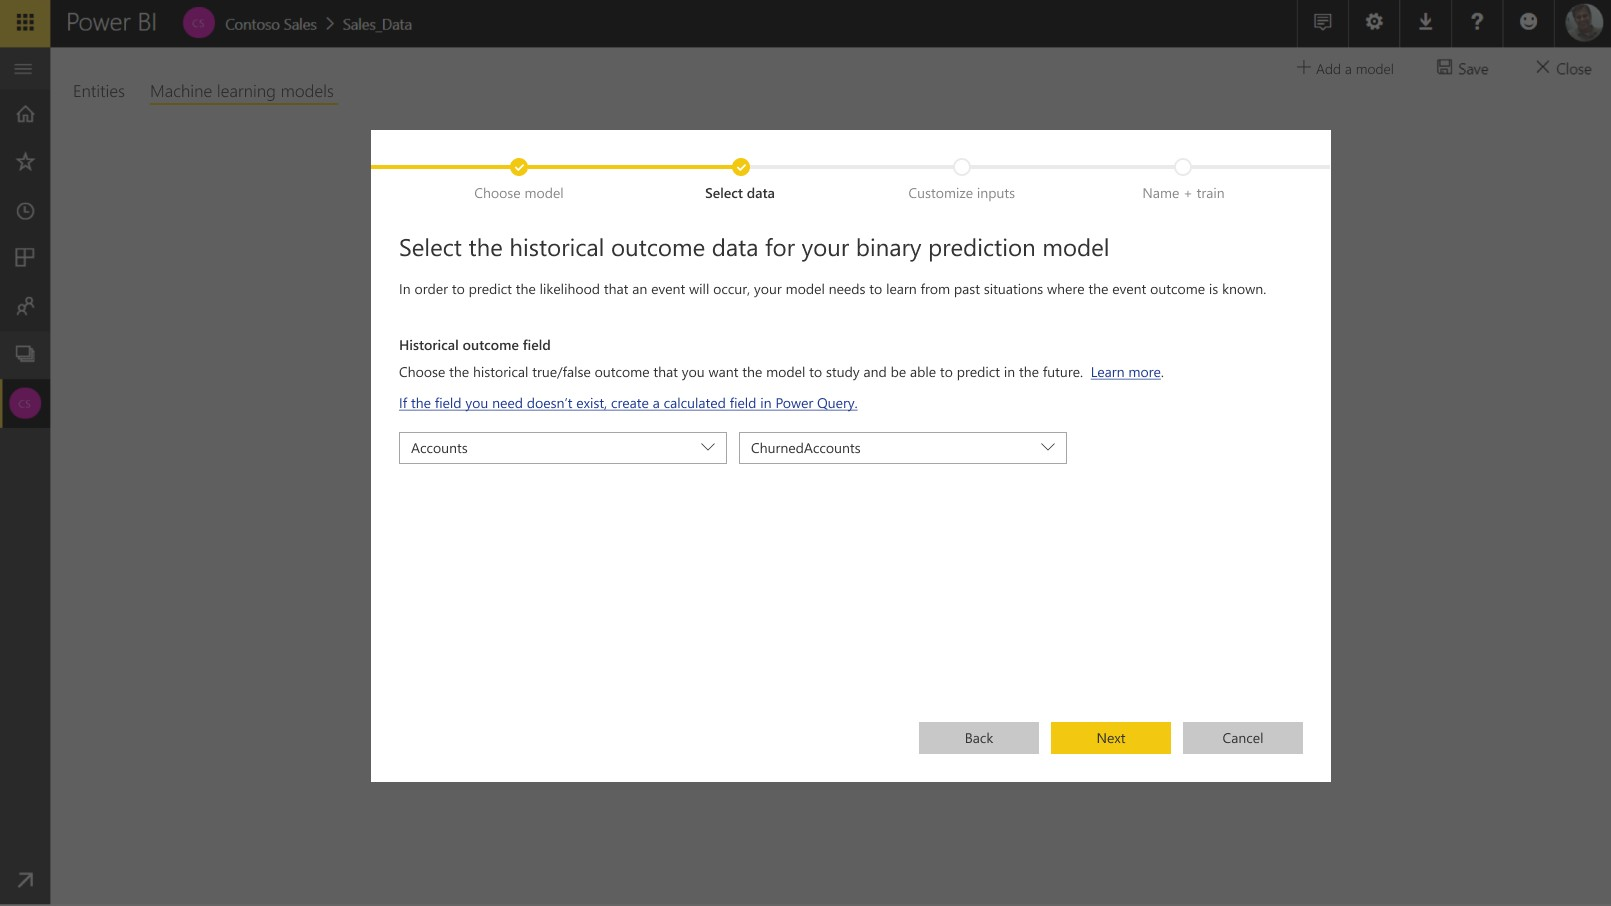 Power BI
CS
Contoso Sales > Sales_Data
?
Add a model
Save
Close
Entities
Machine learning models
Choose model
Select data
Customize inputs
Name + train
Select the historical outcome data for your binary prediction model
In order to predict the likelihood that an event will occur, your model needs to learn from past situations where the event outcome is known.
Historical outcome field
Choose the historical true/false outcome that you want the model to study and be able to predict in the future. Learn more.
If the field you need doesn’t exist, create a calculated field in Power Query.
CS
Accounts
ChurnedAccounts
Back
Next
Cancel